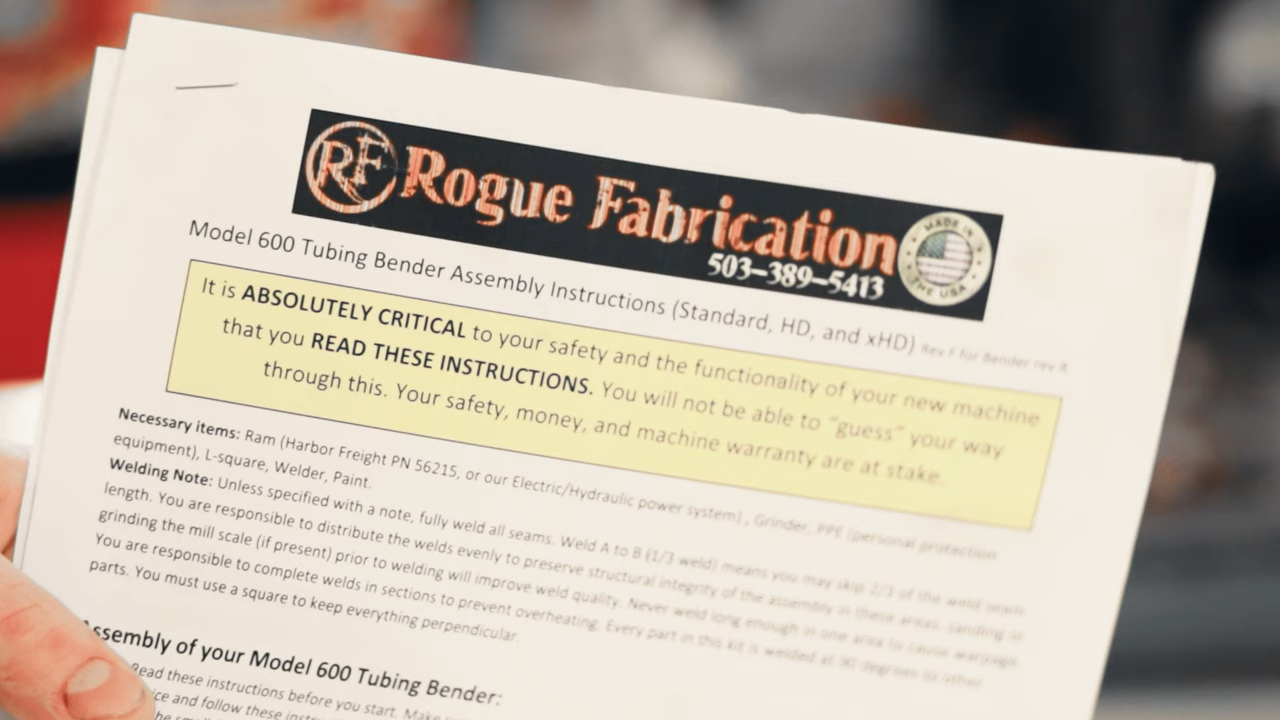 RF Rogue Fabrication
MADE IN
THE USA
503-389-5413
Model 600 Tubing Bender Assembly Instructions (Standard, HD, and xHD) Rev F for Bender rev 8
It is ABSOLUTELY CRITICAL to your safety and the functionality of your new machine
that you READ THESE INSTRUCTIONS. You will not be able to "guess" your way
through this. Your safety, money, and machine warranty are at stake.
Necessary items: Ram (Harbor Freight PN 56215, or our Electric/Hydraulic power system) , Grinder, PPE (personal protection
equipment), L-square, Welder, Paint.
Welding Note: Unless specified with a note, fully weld all seams. Weld A to B (1/3 weld) means you may skip 2/3 of the weld seam
length. You are responsible to distribute the welds evenly to preserve structural integrity of the assembly in these areas, sanding or
grinding the mill scale (if present) prior to welding will improve weld quality. Never weld long enough in one area to cause warpage.
You are responsible to complete welds in sections to prevent overheating. Every part in this kit is welded at 90 degrees to other
parts. You must use a square to keep everything perpendicular.
Assembly of your Model 600 Tubing Bender:
Read these instructions before you start. Make
and follow these
the